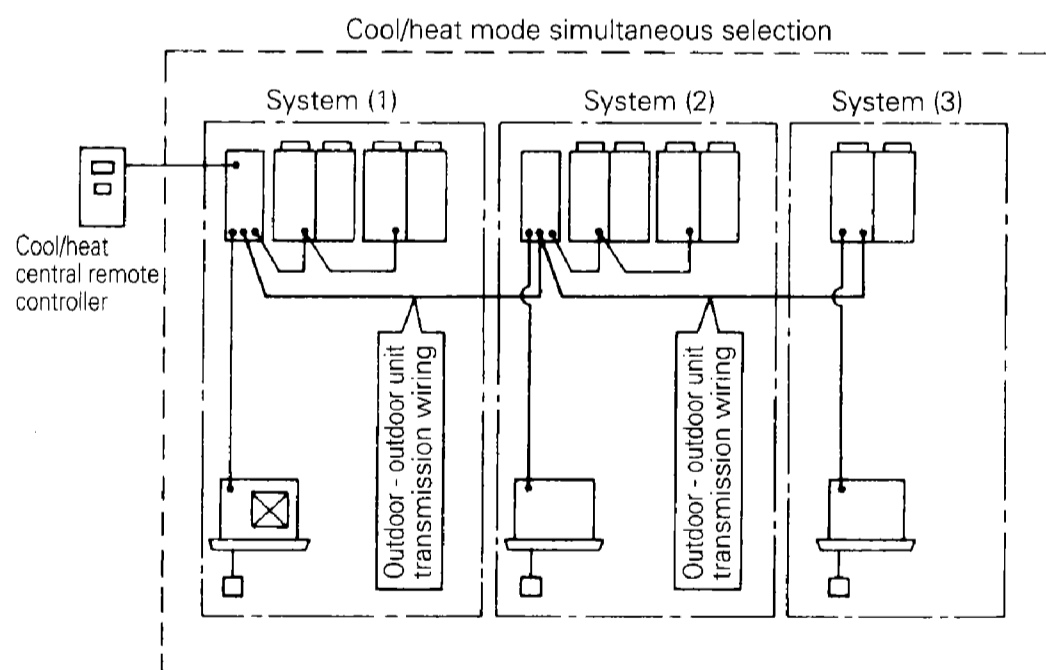 Cool/heat mode simultaneous selection
System (1)
System (2)
System (3)
Cool/heat
central remote
controller
Outdoor - outdoor unit
transmission wiring
Outdoor - outdoor unit
transmission wiring